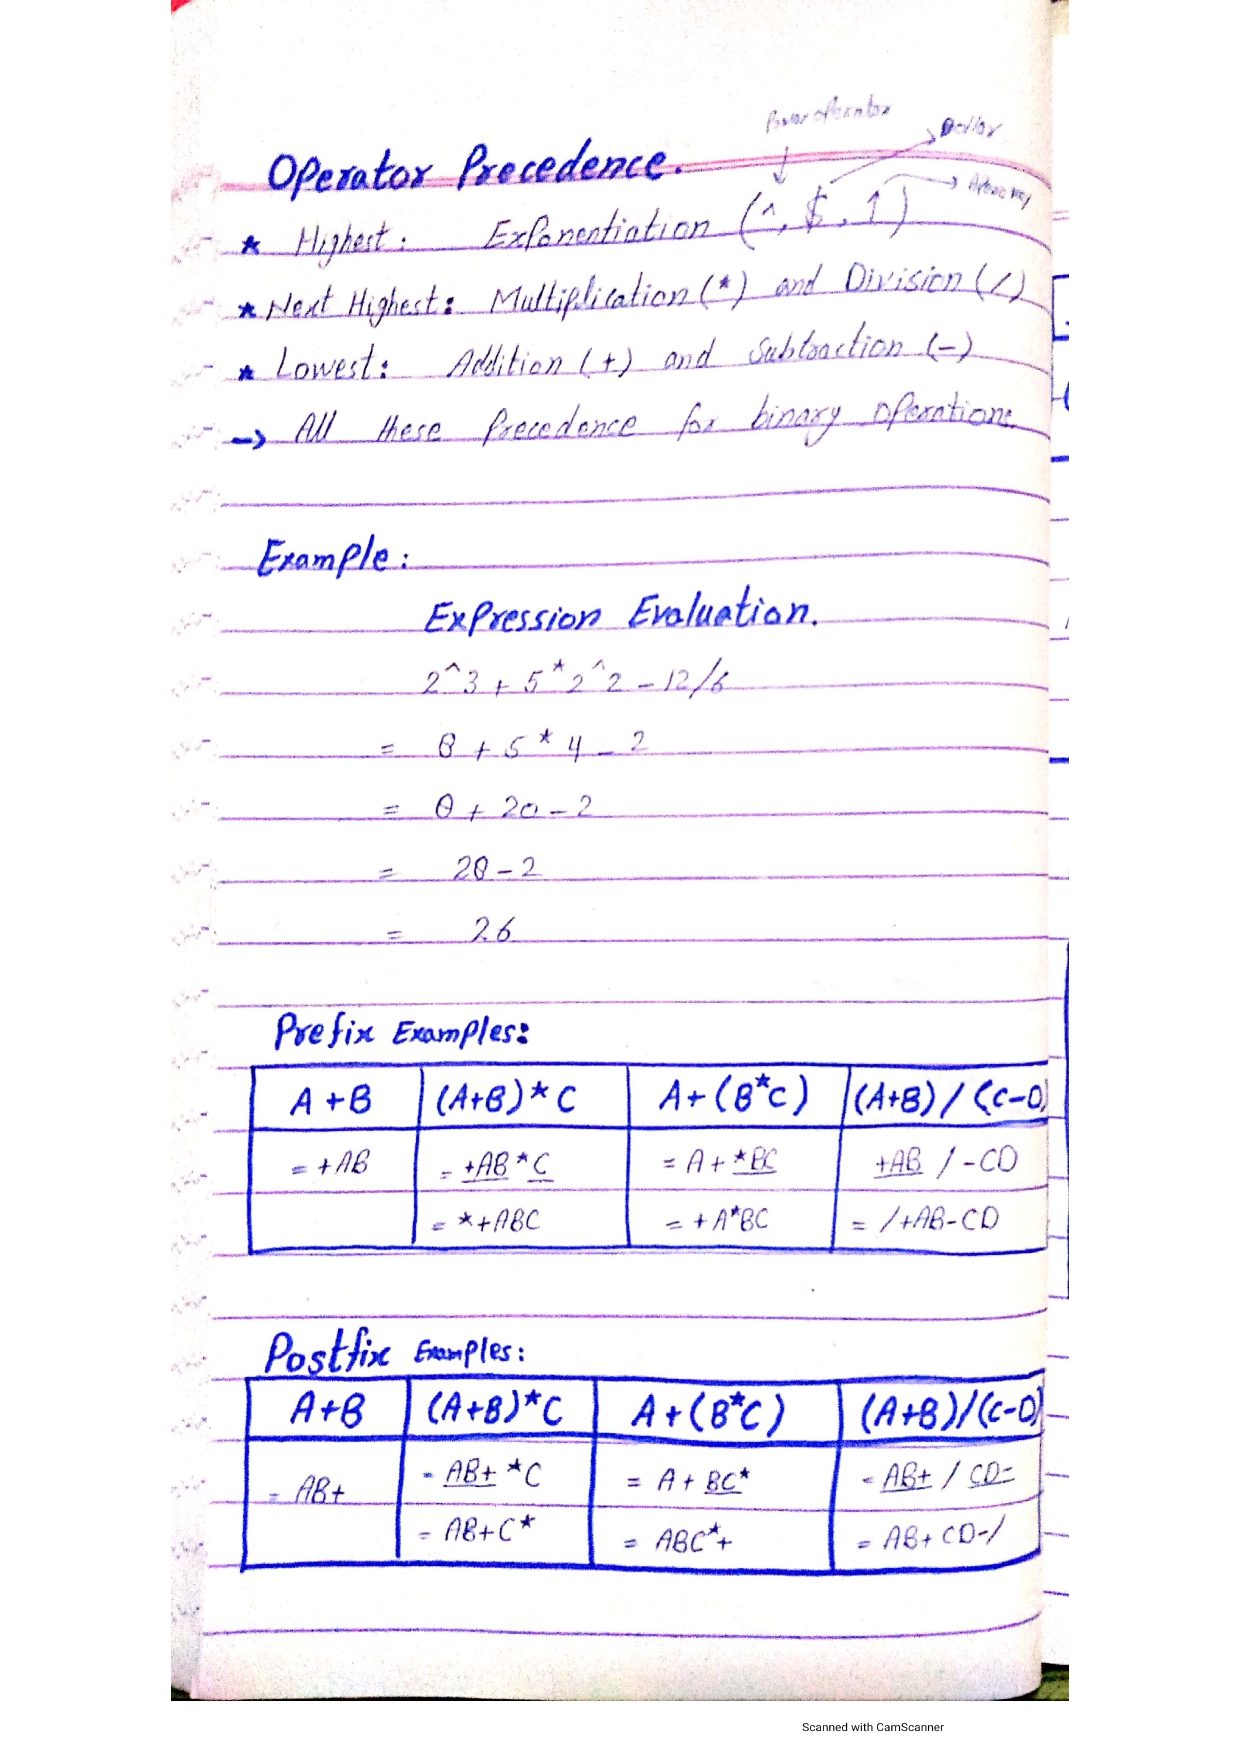 Power operator
Dollar
Operator Precedence.
* Highest: Exponentiation (^, $, ↑)
* Next Highest: Multiplication (*) and Division (/)
* Lowest: Addition (+) and Subtraction (-)
-> All these Precedence for binary operations.
Example:
Expression Evaluation.
2^3 + 5*2^2 - 12/6
= 8 + 5 * 4 - 2
= 8 + 20 - 2
= 28 - 2
= 26
Prefix Examples:
A+B (A+B)*C A+(B*C) (A+B)/(C-D)
= +AB = +AB*C = A + *BC +AB / -CD
= *+ABC = +A*BC = /+AB-CD
Postfix Examples:
A+B (A+B)*C A+(B*C) (A+B)/(C-D)
= AB+ = AB+ *C = A + BC* = AB+ / CD-
= AB+C* = ABC*+ = AB+CD-/
Scanned with CamScanner